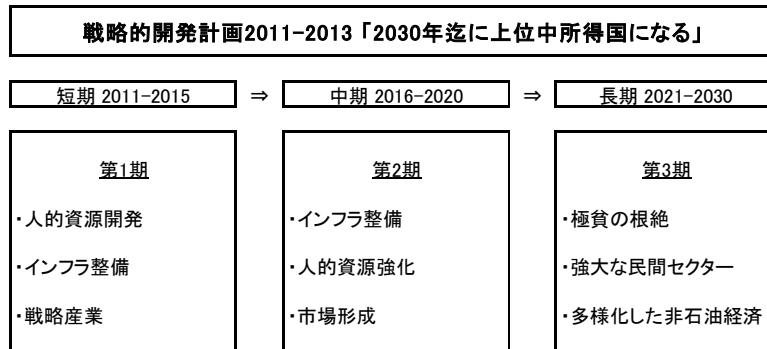 戦略的開発計画2011-2013 「2030年迄に上位中所得国になる」
短期 2011-2015 ⇒ 中期 2016-2020 ⇒ 長期 2021-2030
第1期
・人的資源開発
・インフラ整備
・戦略産業
第2期
・インフラ整備
・人的資源強化
・市場形成
第3期
・極貧の根絶
・強大な民間セクター
・多様化した非石油経済